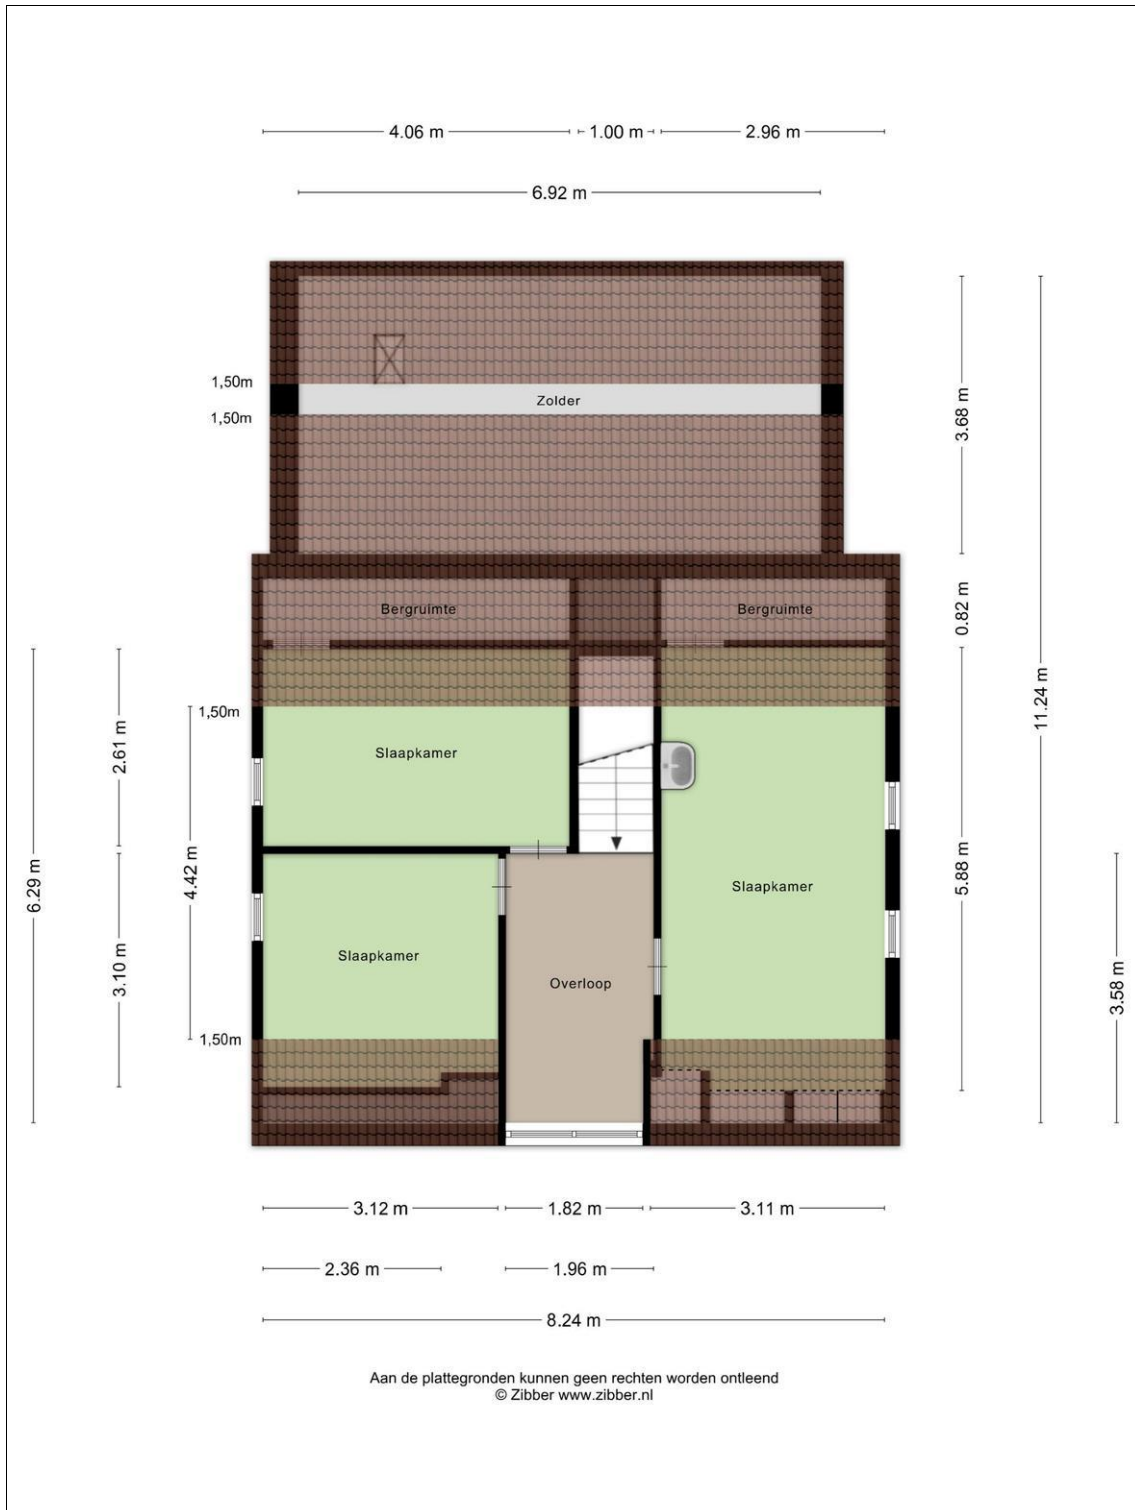 4.06 m 1.00 m 2.96 m
6.92 m
1,50m
Zolder
1,50m
3.68 m
Bergruimte Bergruimte
0.82 m
11.24 m
1,50m
2.61 m
Slaapkamer
6.29 m
4.42 m
5.88 m
Slaapkamer
3.10 m
Slaapkamer
3.58 m
Overloop
1,50m
3.12 m 1.82 m 3.11 m
2.36 m 1.96 m
8.24 m
Aan de plattegronden kunnen geen rechten worden ontleend
© Zibber www.zibber.nl